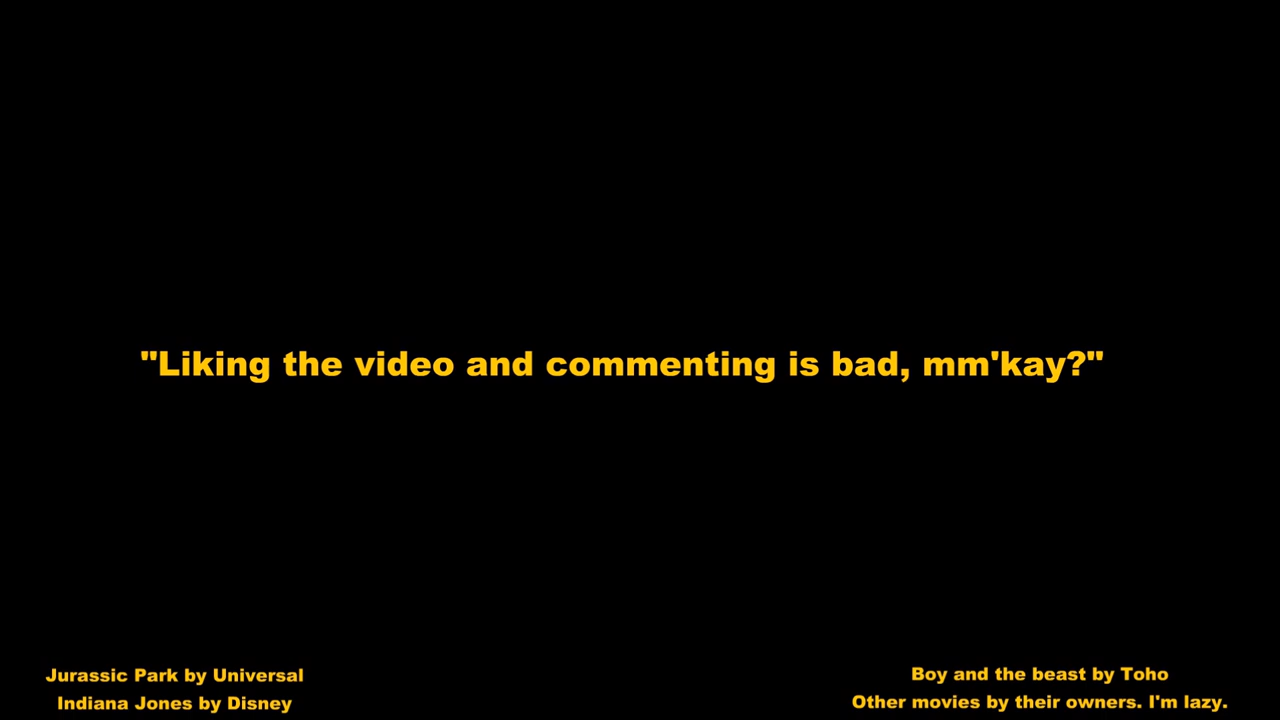 "Liking the video and commenting is bad, mm'kay?"
Jurassic Park by Universal
Indiana Jones by Disney
Boy and the beast by Toho
Other movies by their owners. I'm lazy.